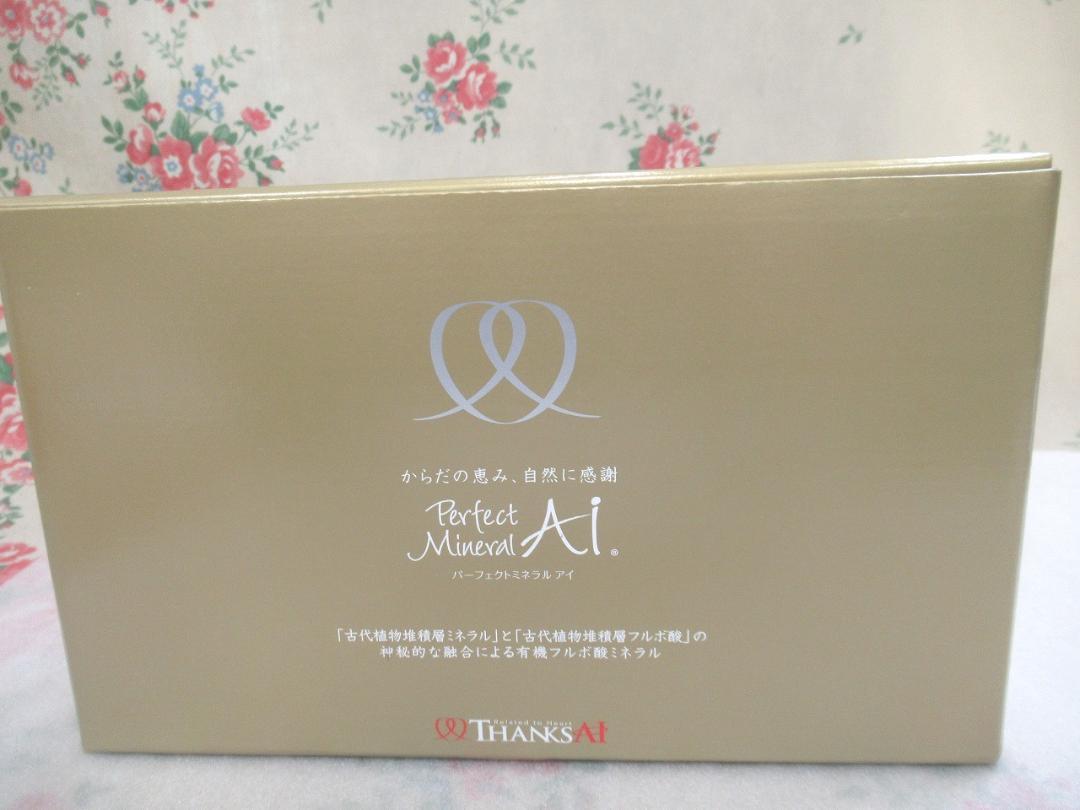 からだの恵み、自然に感謝
Perfect
Mineral Ai®
パーフェクトミネラル アイ
「古代植物堆積層ミネラル」と「古代植物堆積層フルボ酸」の
神秘的な融合による有機フルボ酸ミネラル
Related to Heart
THANKSAI